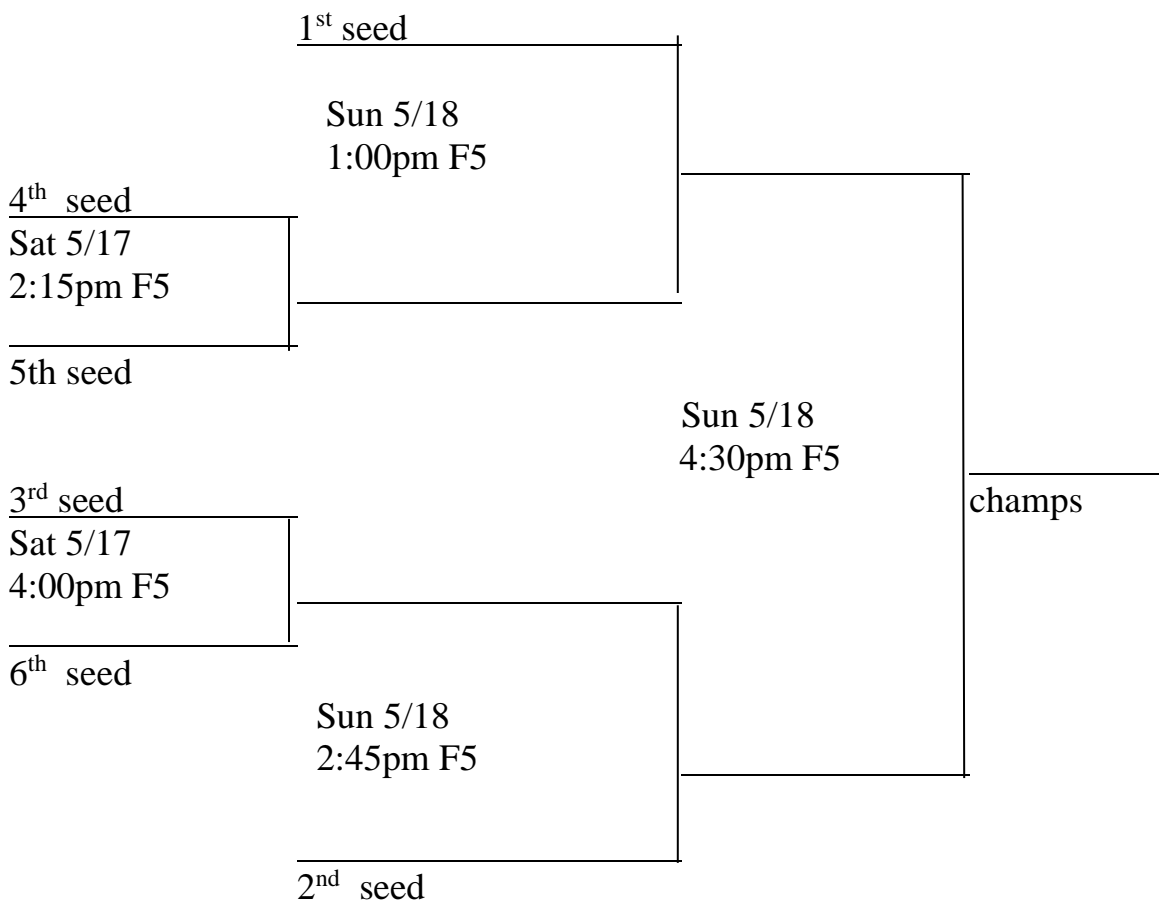 1st seed
Sun 5/18
1:00pm F5
4th seed
Sat 5/17
2:15pm F5
5th seed
Sun 5/18
4:30pm F5
3rd seed
champs
Sat 5/17
4:00pm F5
6th seed
Sun 5/18
2:45pm F5
2nd seed